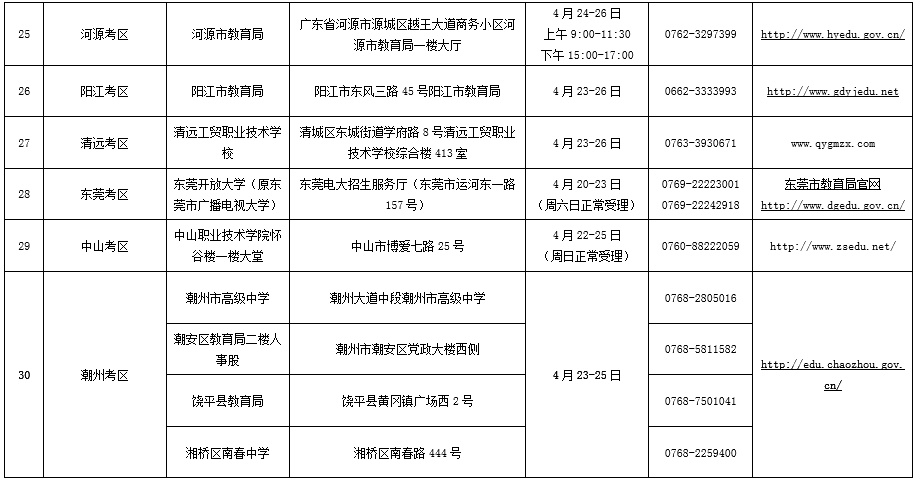 25
河源考区
河源市教育局
广东省河源市源城区越王大道商务小区河
源市教育局一楼大厅
4月24-26日
上午9:00-11:30
下午15:00-17:00
0762-3297399
http://www.hyedu.gov.cn/
26
阳江考区
阳江市教育局
阳江市东风三路45号阳江市教育局
4月23-26日
0662-3333993
http://www.gdyjedu.net
27
清远考区
清远工贸职业技术学
校
清城区东城街道学府路8号清远工贸职业
技术学校综合楼413室
4月23-26日
0763-3930671
www.qygmzx.com
28
东莞考区
东莞开放大学（原东
莞市广播电视大学）
东莞电大招生服务厅（东莞市运河东一路
157号）
4月20-23日
（周六日正常受理）
0769-22223001
0769-22242918
东莞市教育局官网
http://www.dgedu.gov.cn/
29
中山考区
中山职业技术学院怀
谷楼一楼大堂
中山市博爱七路25号
4月22-25日
（周日正常受理）
0760-88222059
http://www.zsedu.net/
30
潮州考区
潮州市高级中学
潮州大道中段潮州市高级中学
4月23-25日
0768-2805016
http://edu.chaozhou.gov.
cn/
潮安区教育局二楼人
事股
潮州市潮安区党政大楼西侧
0768-5811582
饶平县教育局
饶平县黄冈镇广场西2号
0768-7501041
湘桥区南春中学
湘桥区南春路444号
0768-2259400